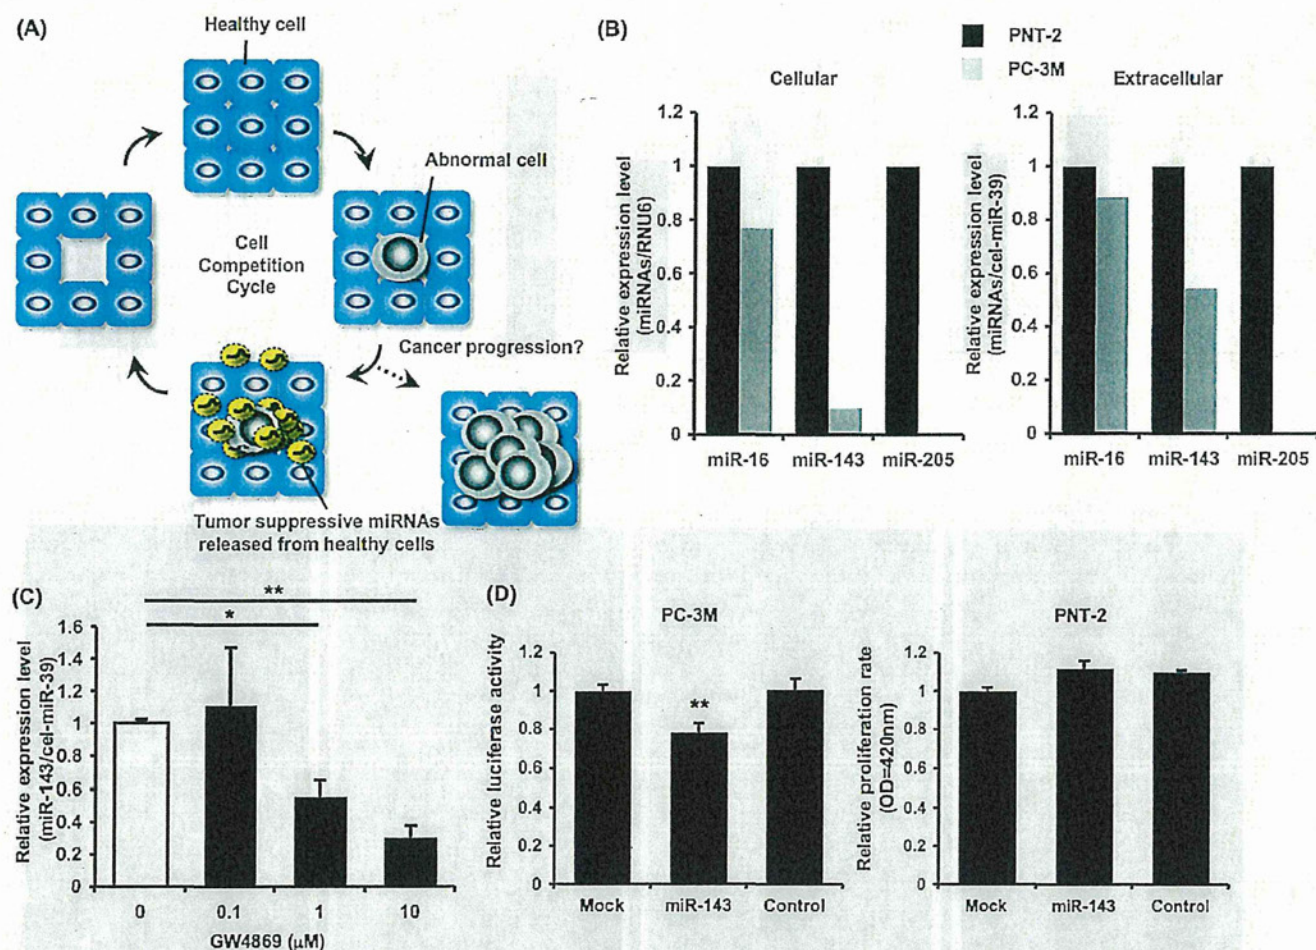 (A)
Healthy cell
Abnormal cell
Cell
Competition
Cycle
Cancer progression?
Tumor suppressive miRNAs
released from healthy cells
(B)
PNT-2
PC-3M
Cellular
Relative expression level
(miRNAs/RNU6)
1.2
1
0.8
0.6
0.4
0.2
0
miR-16 miR-143 miR-205
Extracellular
Relative expression level
(miRNAs/cel-miR-39)
1.2
1
0.8
0.6
0.4
0.2
0
miR-16 miR-143 miR-205
(C)
**
*
Relative expression level
(miR-143/cel-miR-39)
1.6
1.4
1.2
1.0
0.8
0.6
0.4
0.2
0
0 0.1 1 10
GW4869 (μM)
(D)
PC-3M
Relative luciferase activity
1.2
1
0.8
0.6
0.4
0.2
0
**
Mock miR-143 Control
PNT-2
Relative proliferation rate
(OD=420nm)
1.2
1
0.8
0.6
0.4
0.2
0
Mock miR-143 Control